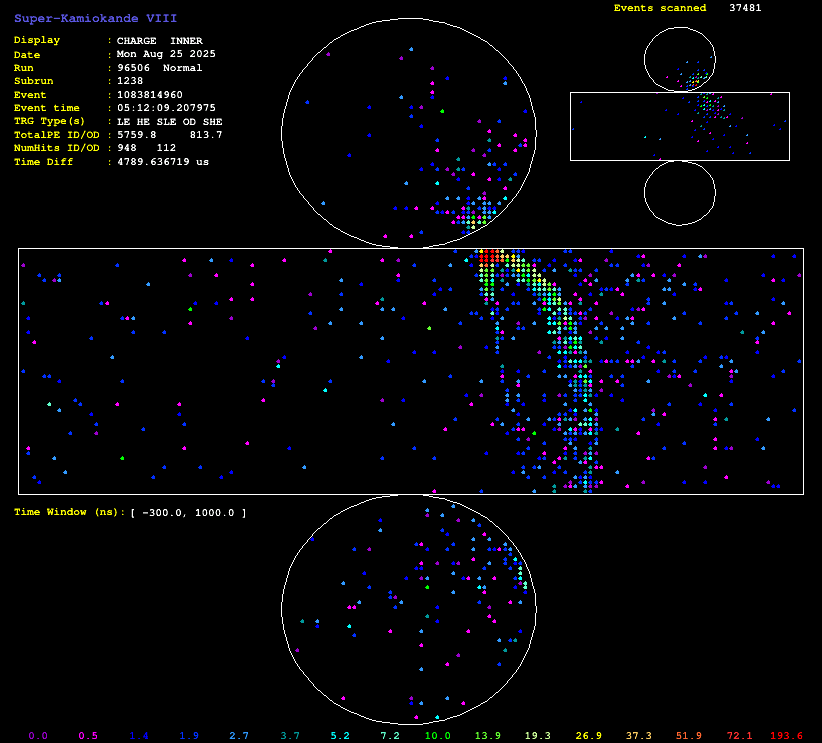 Super-Kamiokande VIII
Events scanned 37481
Display : CHARGE INNER
Date : Mon Aug 25 2025
Run : 96506 Normal
Subrun : 1238
Event : 1083814960
Event time : 05:12:09.207975
TRG Type(s) : LE HE SLE OD SHE
TotalPE ID/OD : 5759.8 813.7
NumHits ID/OD : 948 112
Time Diff : 4789.636719 us
Time Window (ns): [ -300.0, 1000.0 ]
0.0 0.5 1.4 1.9 2.7 3.7 5.2 7.2 10.0 13.9 19.3 26.9 37.3 51.9 72.1 193.6